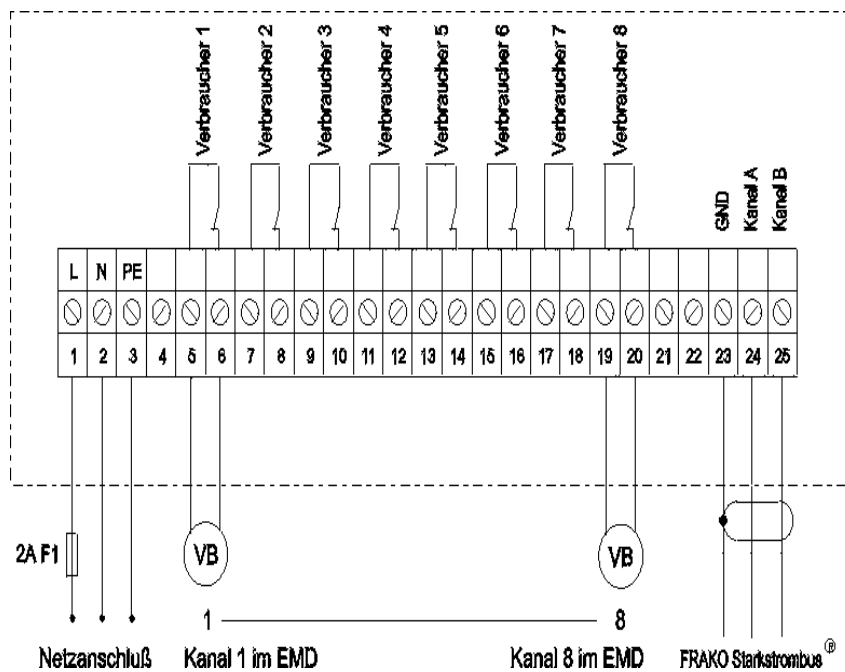 Verbraucher 1
Verbraucher 2
Verbraucher 3
Verbraucher 4
Verbraucher 5
Verbraucher 6
Verbraucher 7
Verbraucher 8
GND
Kanal A
Kanal B
L N PE
1 2 3 4 5 6 7 8 9 10 11 12 13 14 15 16 17 18 19 20 21 22 23 24 25
2A F1
VB
VB
1
8
Netzanschluß
Kanal 1 im EMD
Kanal 8 im EMD
FRAKO Starkstrombus®